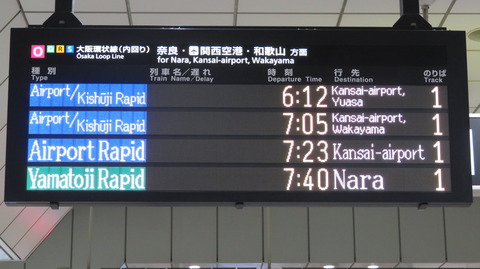 O Q R S 大阪環状線(内回り) 奈良・関西空港・和歌山 方面
Osaka Loop Line for Nara, Kansai-airport, Wakayama
種別 列車名/遅れ 時刻 行先 のりば
Type Train Name/Delay Departure Time Destination Track
Airport/ Kishūji Rapid 6:12 Kansai-airport, Yuasa 1
Airport/ Kishūji Rapid 7:05 Kansai-airport, Wakayama 1
Airport Rapid 7:23 Kansai-airport 1
Yamatoji Rapid 7:40 Nara 1